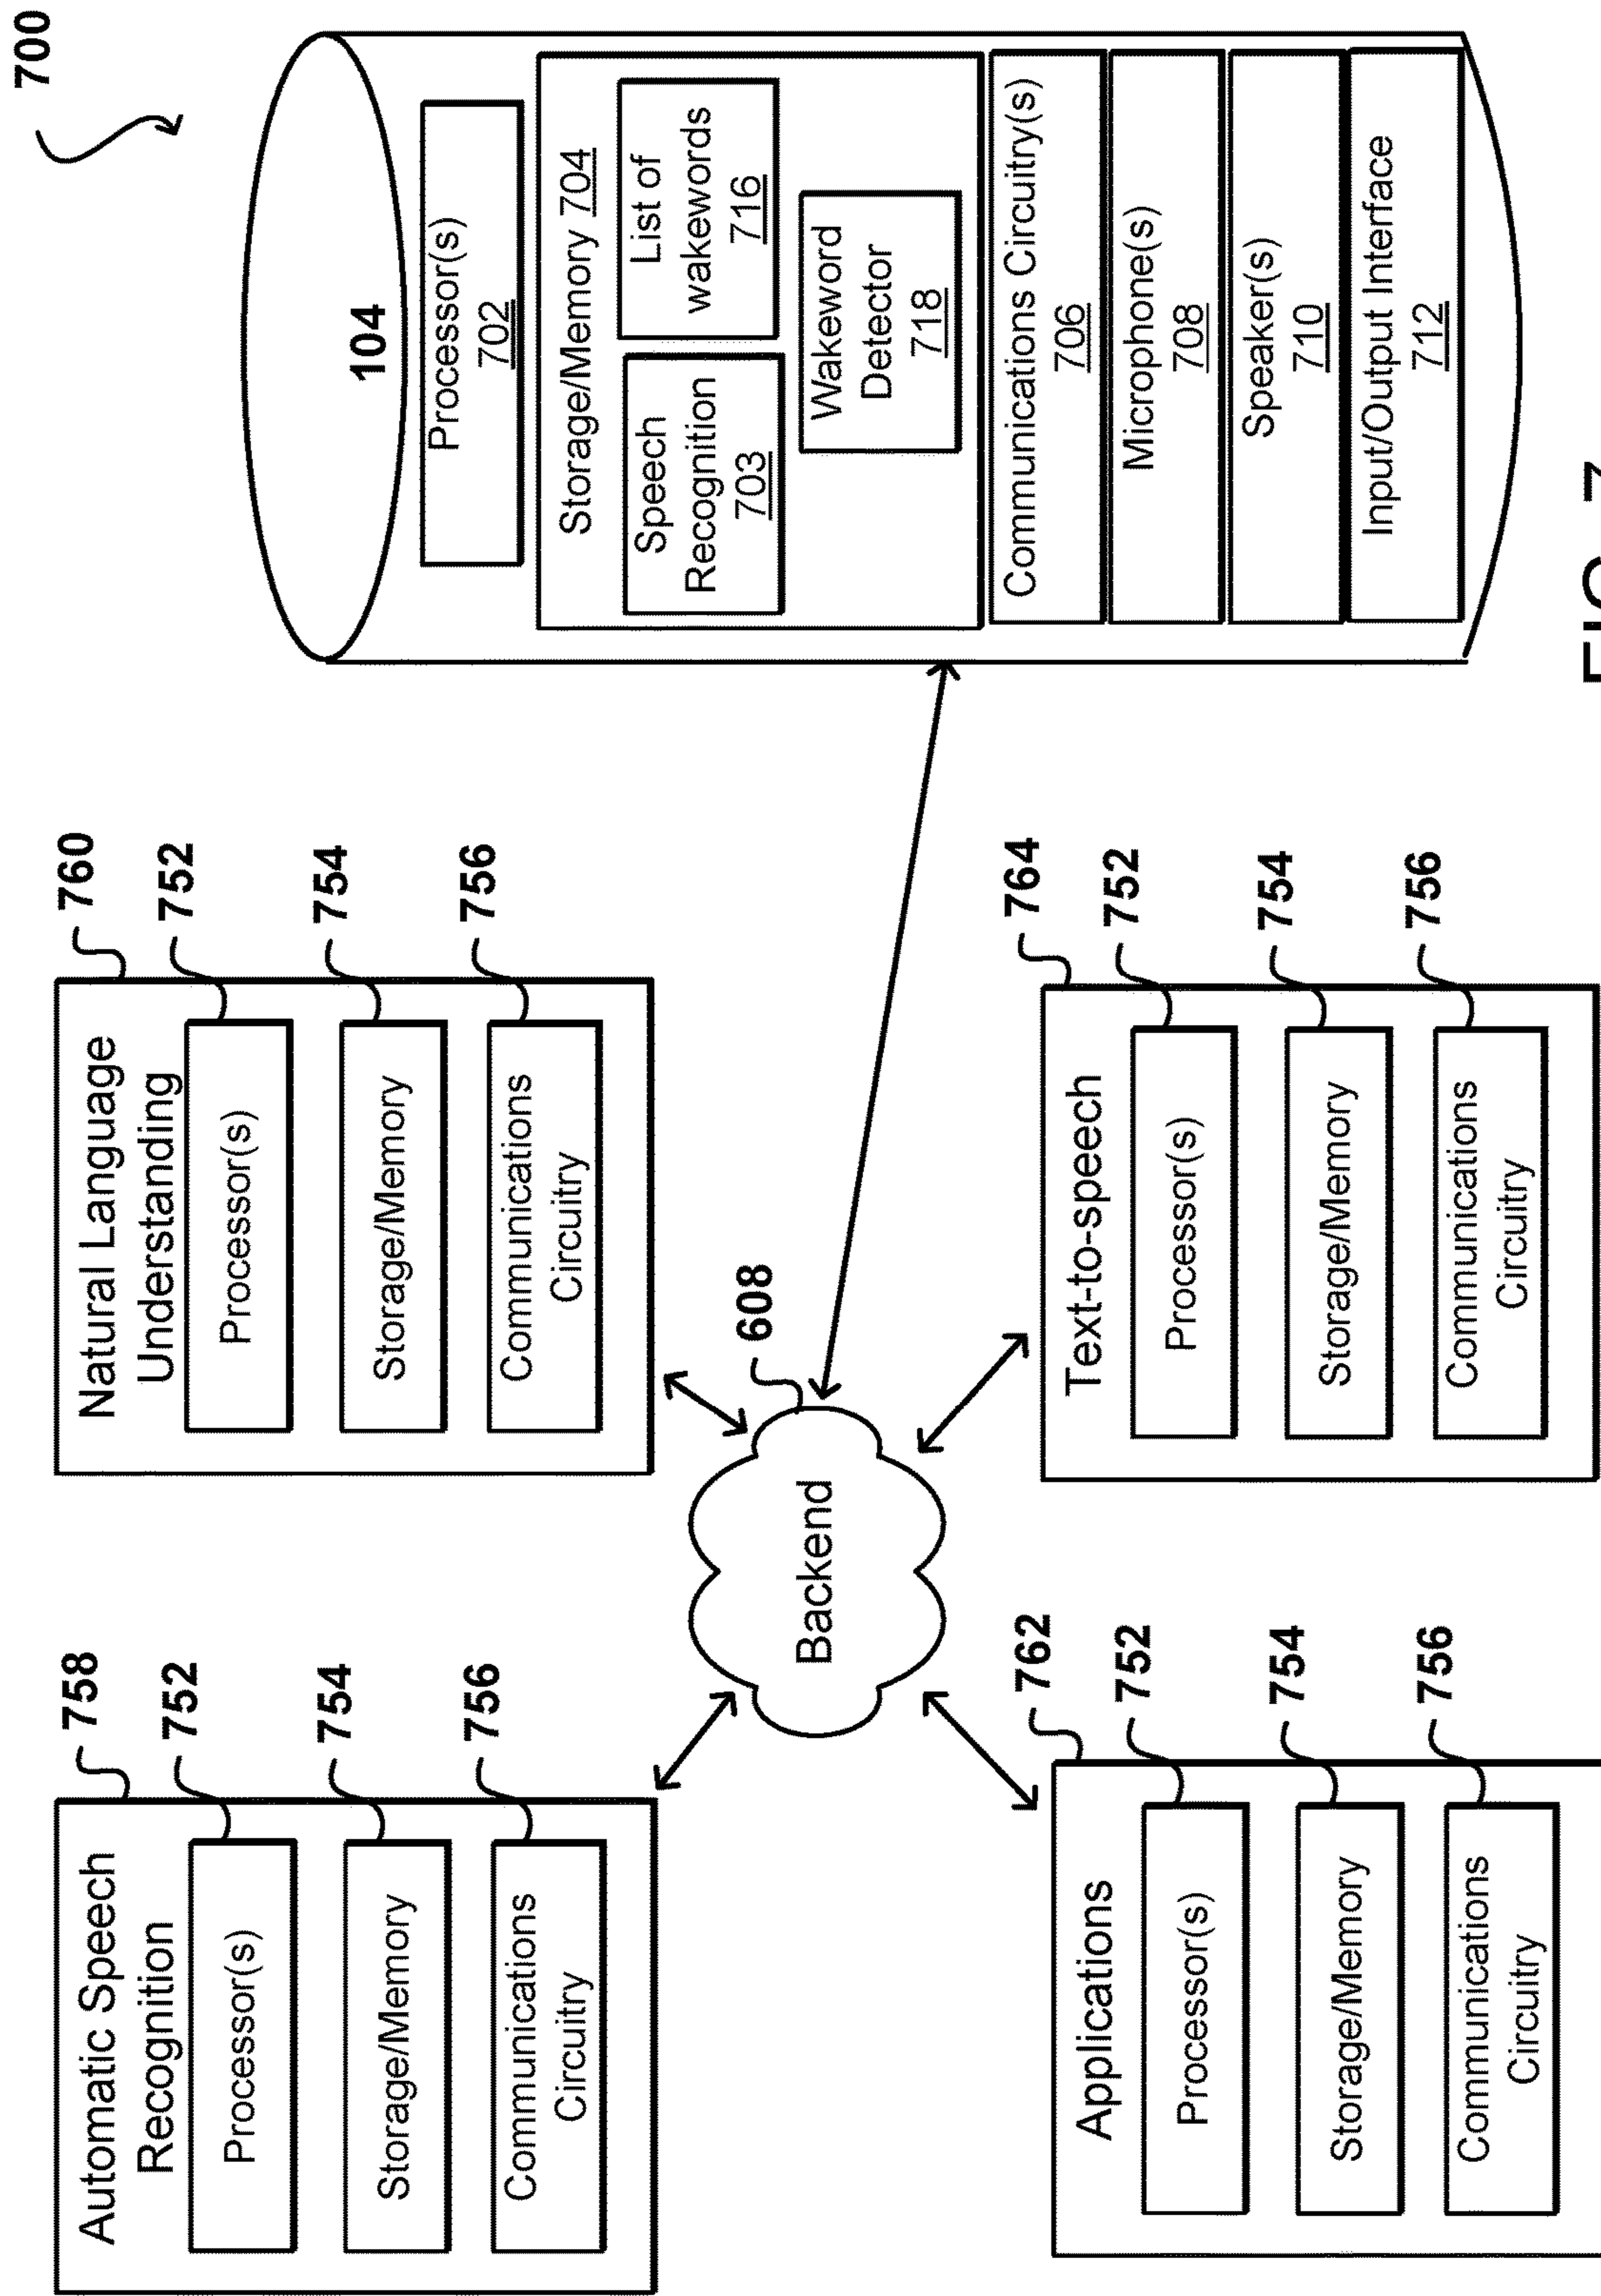 700
Automatic Speech
Recognition
758
Processor(s)
752
Storage/Memory
754
Communications
Circuitry
756
Natural Language
Understanding
760
Processor(s)
752
Storage/Memory
754
Communications
Circuitry
756
Backend
608
Applications
762
Processor(s)
752
Storage/Memory
754
Communications
Circuitry
756
Text-to-speech
764
Processor(s)
752
Storage/Memory
754
Communications
Circuitry
756
104
Processor(s)
702
Storage/Memory 704
Speech
Recognition
703
List of
wakewords
716
Wakeword
Detector
718
Communications Circuitry(s)
706
Microphone(s)
708
Speaker(s)
710
Input/Output Interface
712
FIG. 7